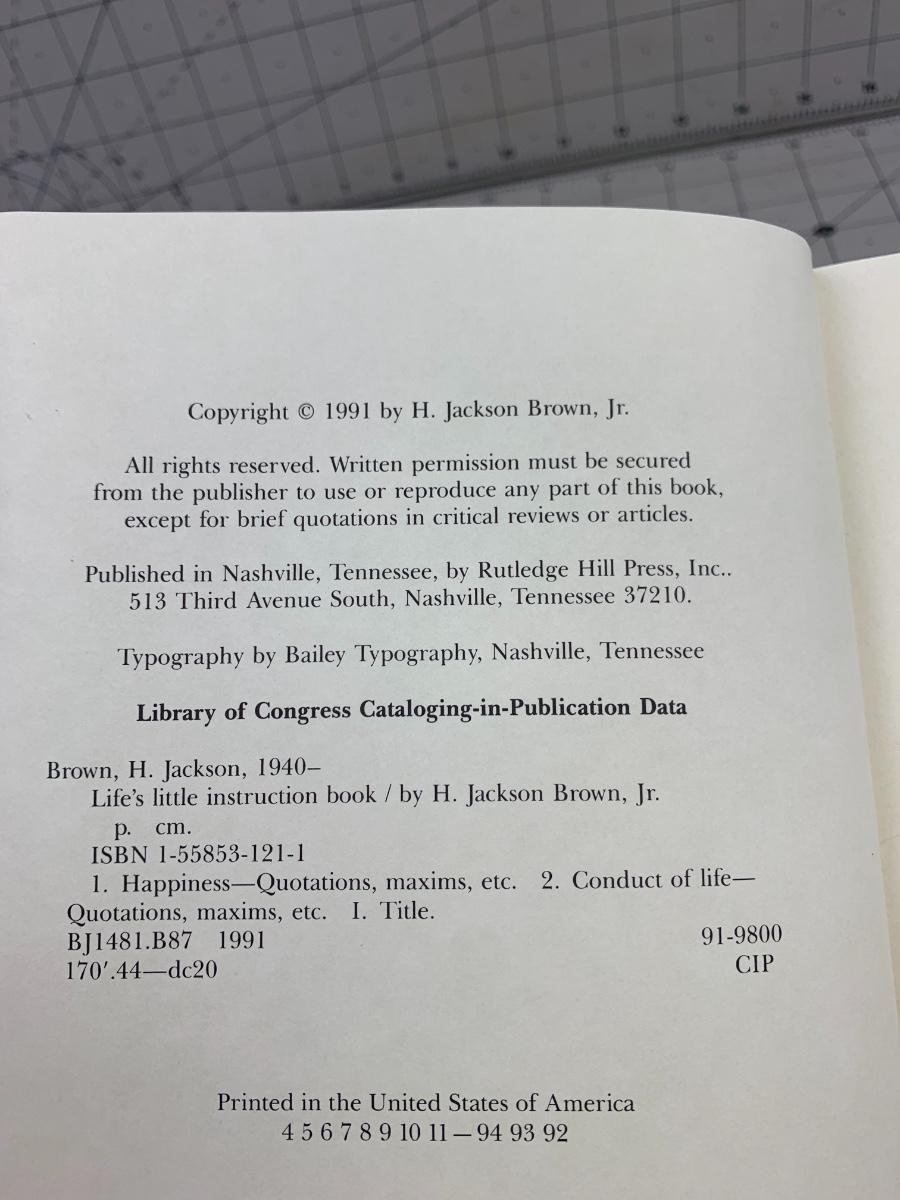 Copyright © 1991 by H. Jackson Brown, Jr.
All rights reserved. Written permission must be secured
from the publisher to use or reproduce any part of this book,
except for brief quotations in critical reviews or articles.
Published in Nashville, Tennessee, by Rutledge Hill Press, Inc..
513 Third Avenue South, Nashville, Tennessee 37210.
Typography by Bailey Typography, Nashville, Tennessee
Library of Congress Cataloging-in-Publication Data
Brown, H. Jackson, 1940–
Life's little instruction book / by H. Jackson Brown, Jr.
p. cm.
ISBN 1-55853-121-1
1. Happiness—Quotations, maxims, etc. 2. Conduct of life—
Quotations, maxims, etc. I. Title.
BJ1481.B87 1991 91-9800
170′.44—dc20 CIP
Printed in the United States of America
4 5 6 7 8 9 10 11 — 94 93 92